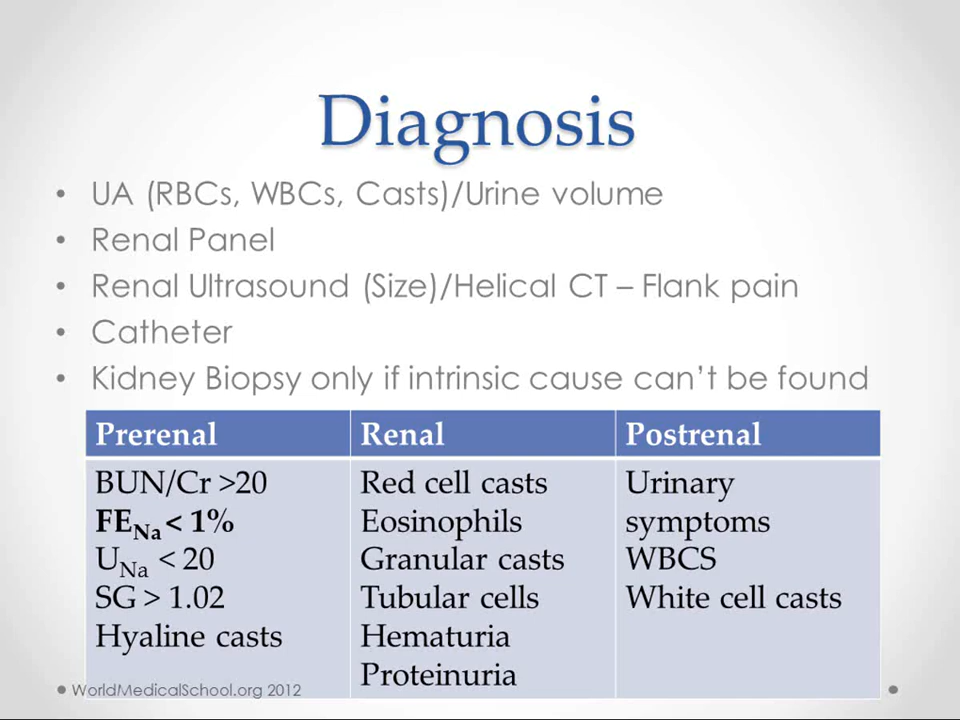 Diagnosis
• UA (RBCs, WBCs, Casts)/Urine volume
• Renal Panel
• Renal Ultrasound (Size)/Helical CT – Flank pain
• Catheter
• Kidney Biopsy only if intrinsic cause can't be found
Prerenal
BUN/Cr >20
FENa < 1%
UNa < 20
SG > 1.02
Hyaline casts
Renal
Red cell casts
Eosinophils
Granular casts
Tubular cells
Hematuria
Proteinuria
Postrenal
Urinary
symptoms
WBCS
White cell casts
WorldMedicalSchool.org 2012